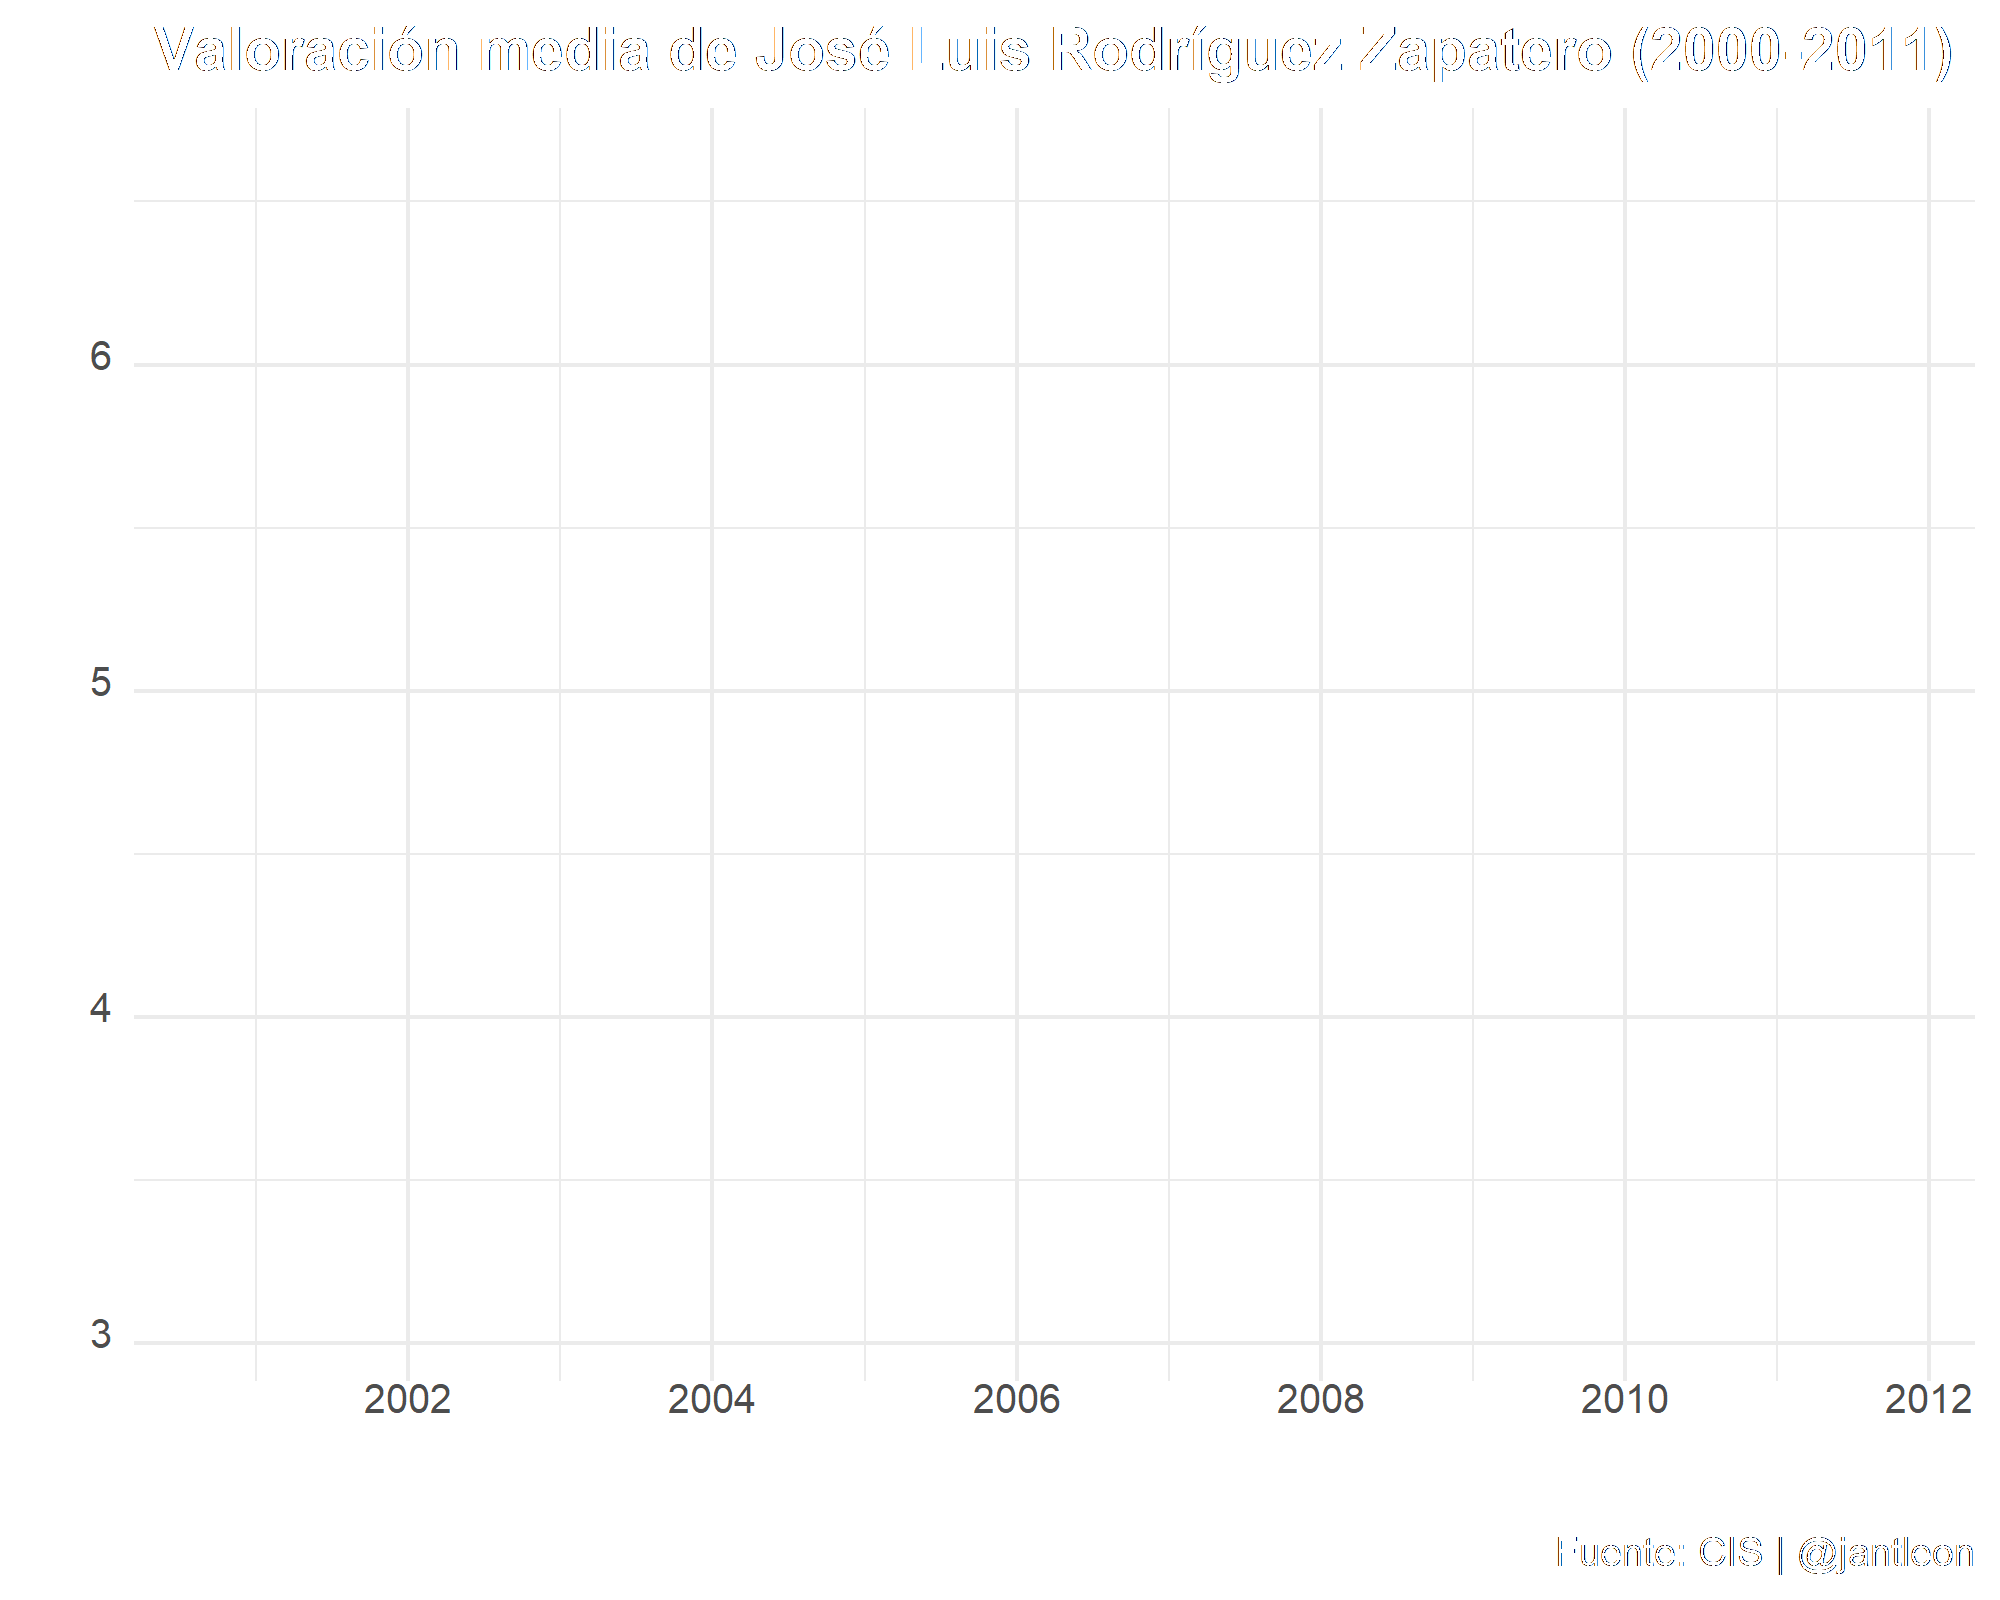 Valoración media de José Luis Rodríguez Zapatero (2000-2011)
6
5
4
3
2002 2004 2006 2008 2010 2012
Fuente: CIS | @jantleon